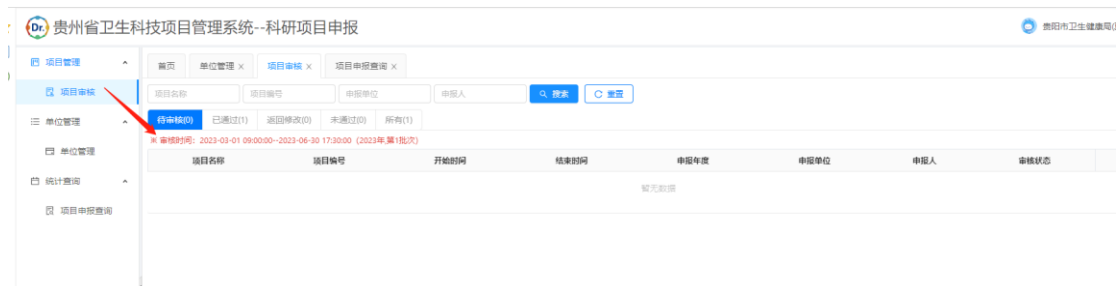 Dr. 贵州省卫生科技项目管理系统--科研项目申报
贵阳市卫生健康局
项目管理
首页 单位管理 × 项目审核 × 项目申报查询 ×
项目审核
项目名称 项目编号 申报单位 申报人 搜索 重置
单位管理
待审核(0) 已通过(1) 返回修改(0) 未通过(0) 所有(1)
※ 审核时间: 2023-03-01 09:00:00--2023-06-30 17:30:00 (2023年,第1批次)
单位管理
项目名称 项目编号 开始时间 结束时间 申报年度 申报单位 申报人 审核状态
统计查询
暂无数据
项目申报查询